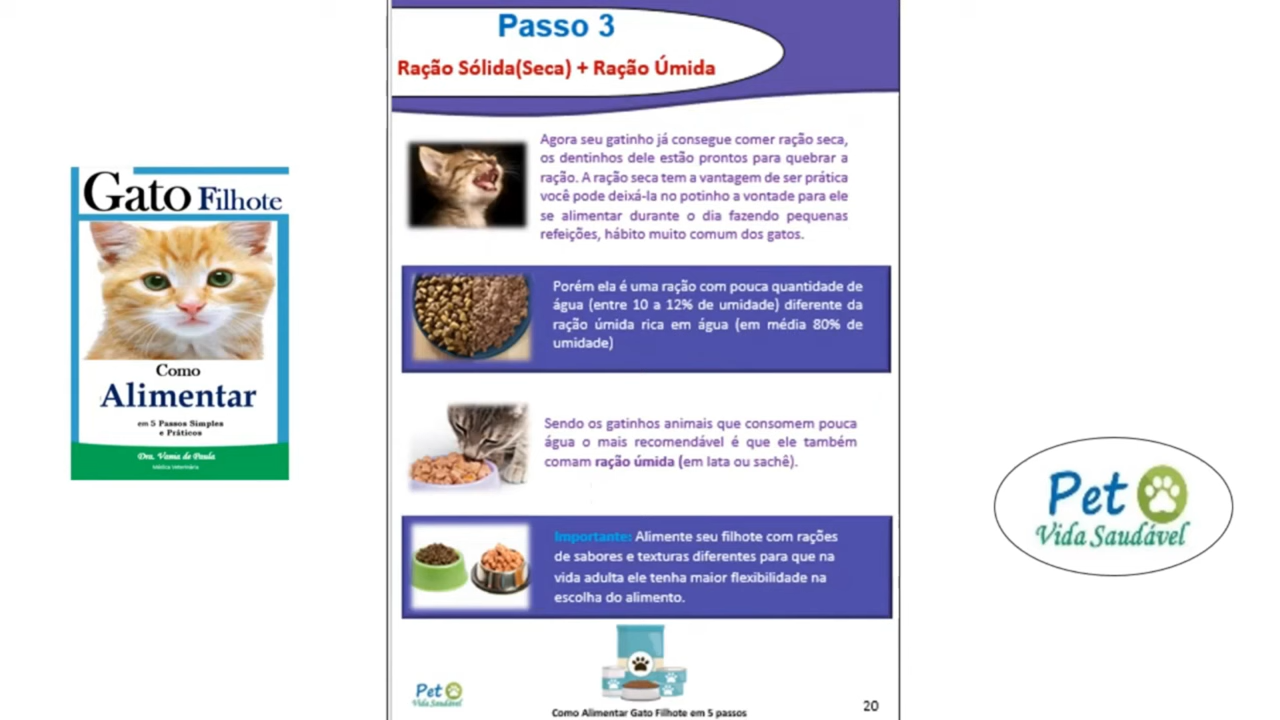 Gato Filhote
Como
Alimentar
em 5 Passos Simples
e Práticos
Dra. Vania de Paula
Médica Veterinária
Passo 3
Ração Sólida(Seca) + Ração Úmida
Agora seu gatinho já consegue comer ração seca,
os dentinhos dele estão prontos para quebrar a
ração. A ração seca tem a vantagem de ser prática
você pode deixá-la no potinho a vontade para ele
se alimentar durante o dia fazendo pequenas
refeições, hábito muito comum dos gatos.
Porém ela é uma ração com pouca quantidade de
água (entre 10 a 12% de umidade) diferente da
ração úmida rica em água (em média 80% de
umidade)
Sendo os gatinhos animais que consomem pouca
água o mais recomendável é que ele também
comam ração úmida (em lata ou sachê).
Importante: Alimente seu filhote com rações
de sabores e texturas diferentes para que na
vida adulta ele tenha maior flexibilidade na
escolha do alimento.
Pet
Vida Saudável
Como Alimentar Gato Filhote em 5 passos
20
Pet
Vida Saudável